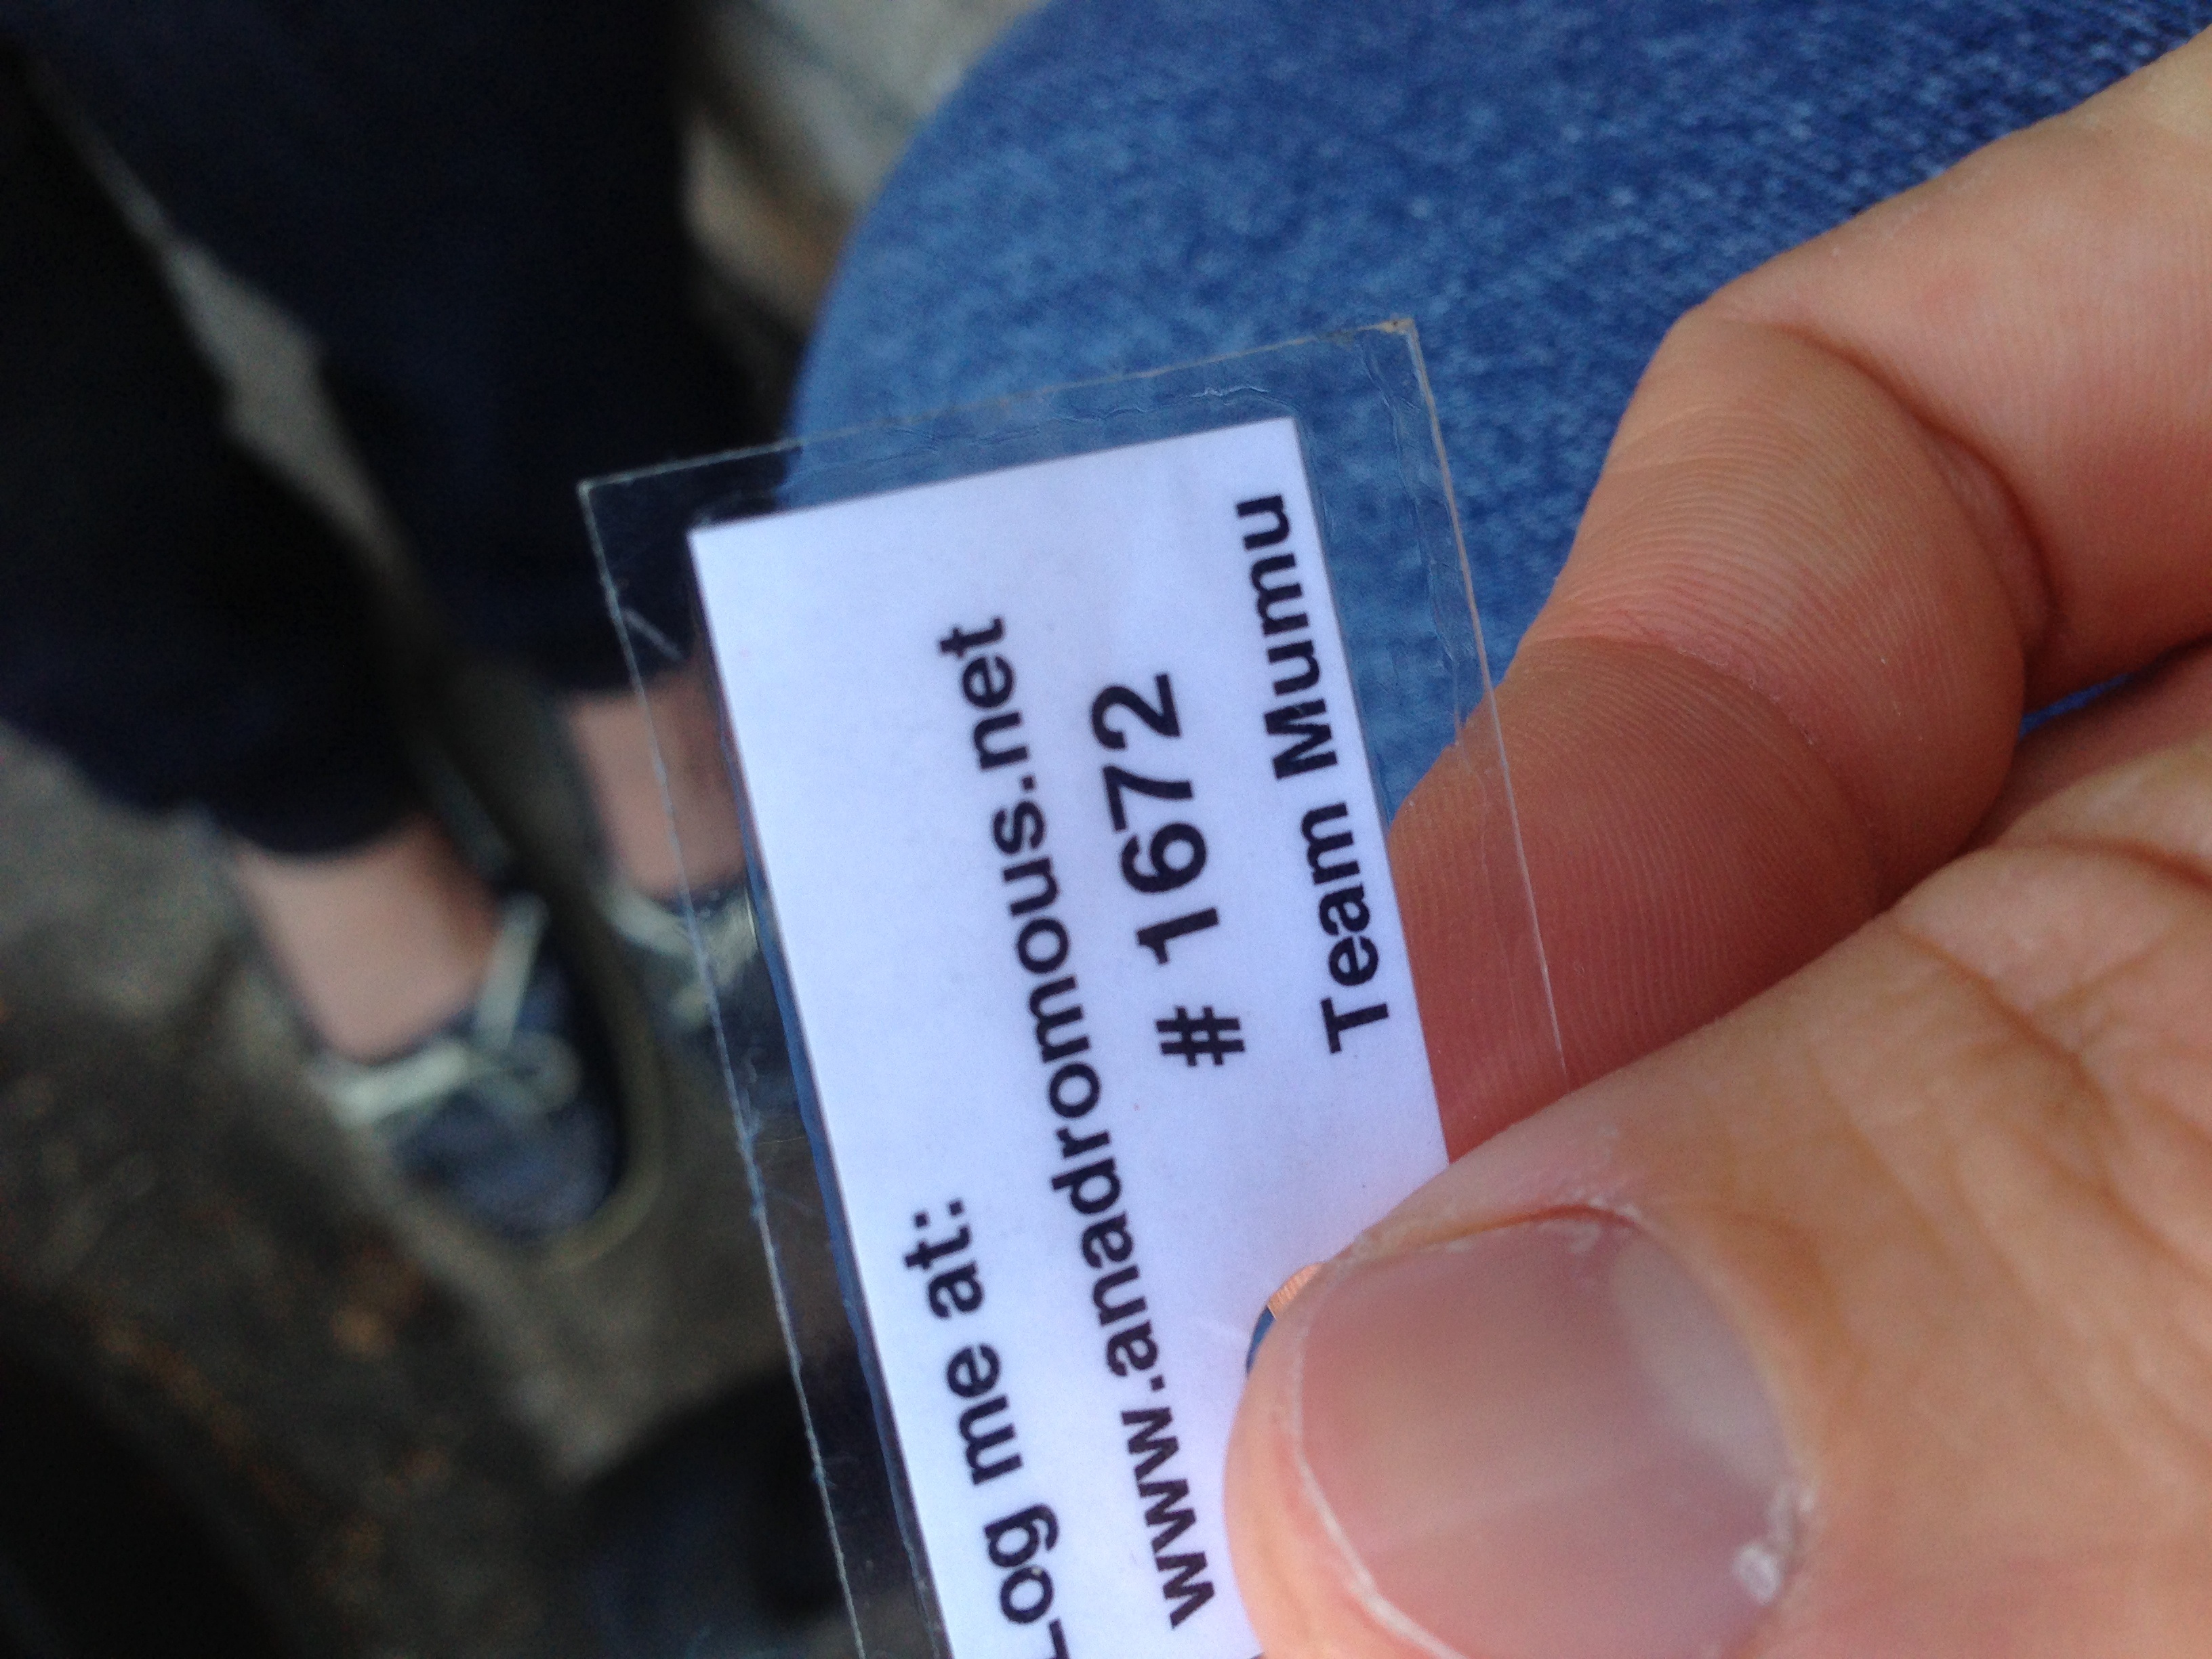 Log me at:
www.anadromous.net
# 1672
Team Mumu